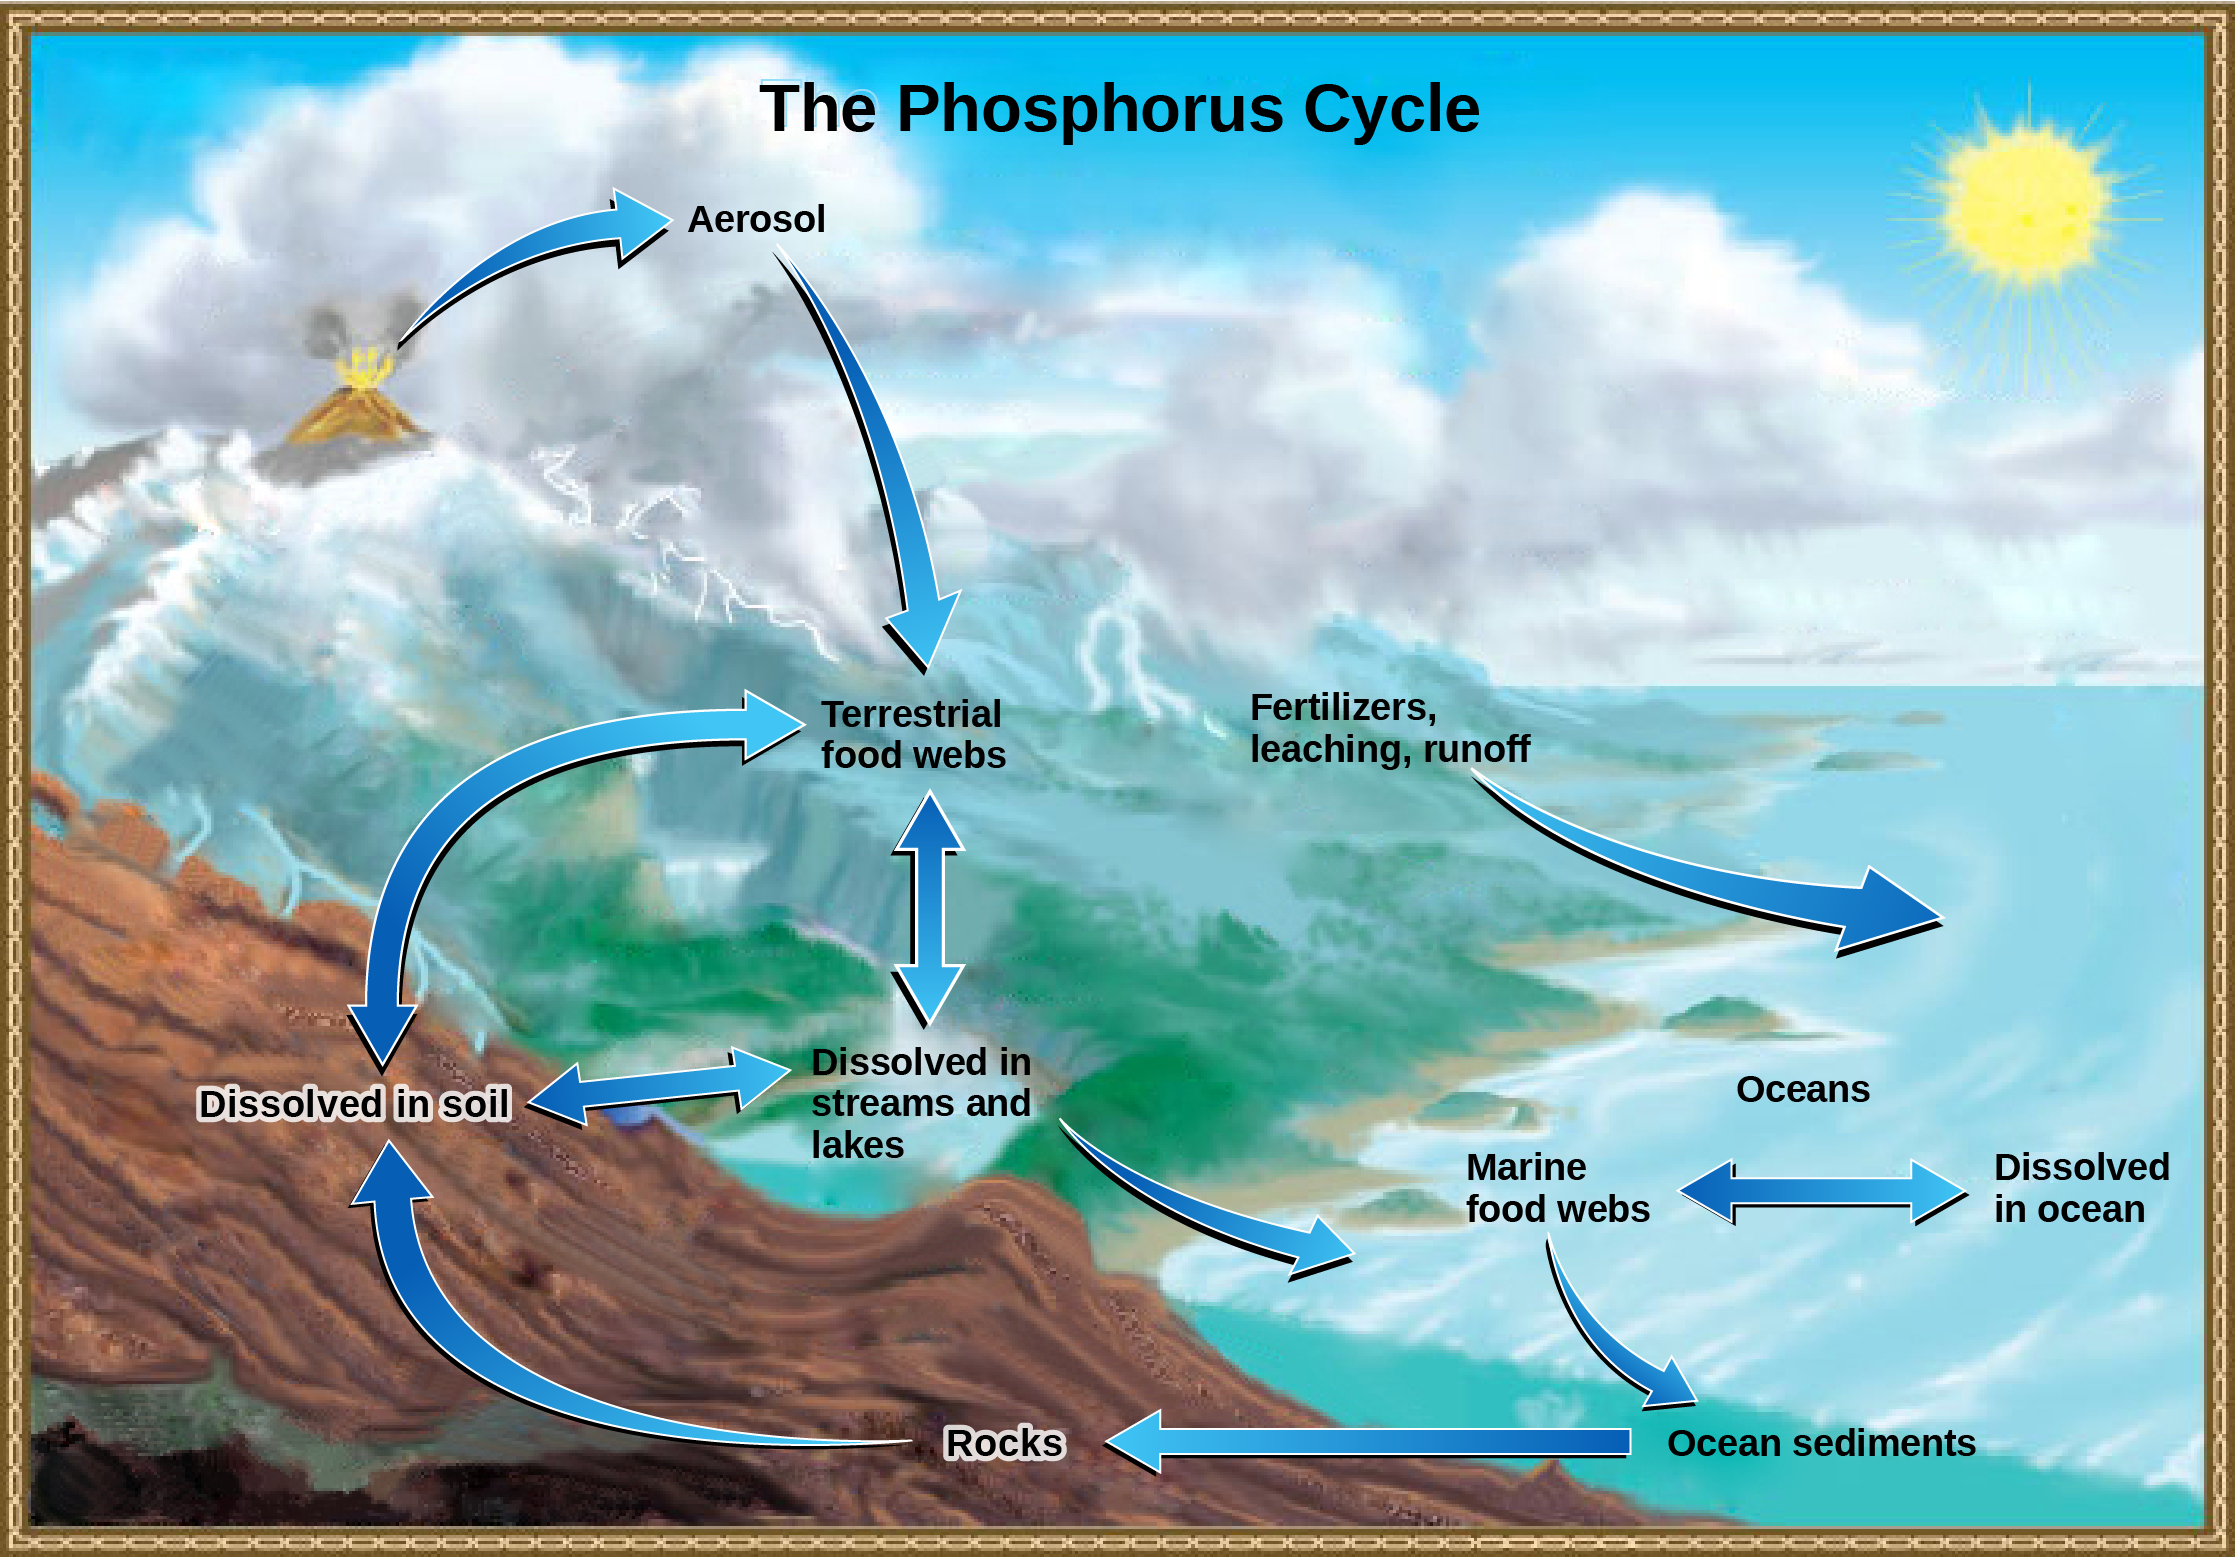 The Phosphorus Cycle
Aerosol
Terrestrial
food webs
Fertilizers,
leaching, runoff
Dissolved in soil
Dissolved in
streams and
lakes
Oceans
Marine
food webs
Dissolved
in ocean
Rocks
Ocean sediments